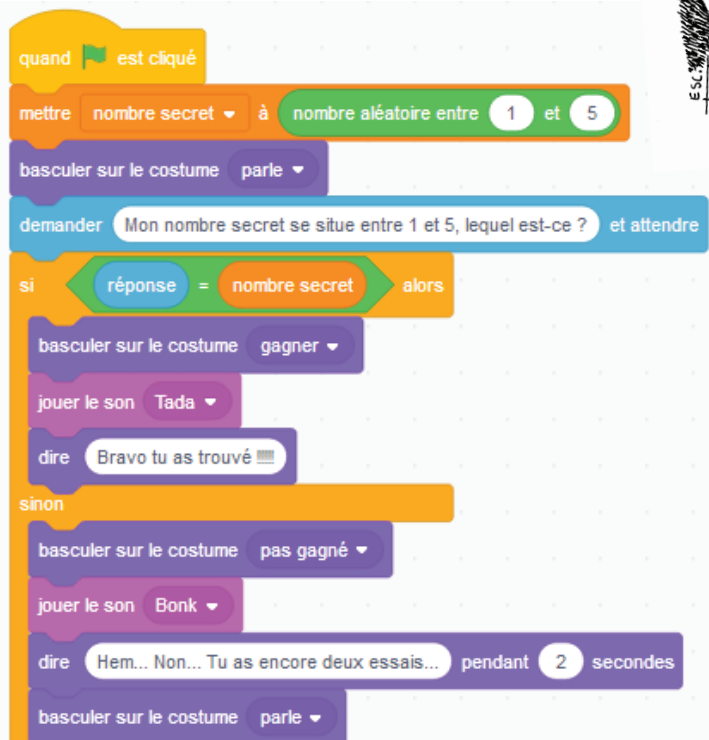 quand est cliqué
mettre nombre secret à nombre aléatoire entre 1 et 5
basculer sur le costume parle
demander Mon nombre secret se situe entre 1 et 5, lequel est-ce ? et attendre
si réponse = nombre secret alors
basculer sur le costume gagner
jouer le son Tada
dire Bravo tu as trouvé !!!!!
sinon
basculer sur le costume pas gagné
jouer le son Bonk
dire Hem... Non... Tu as encore deux essais... pendant 2 secondes
basculer sur le costume parle
ESC